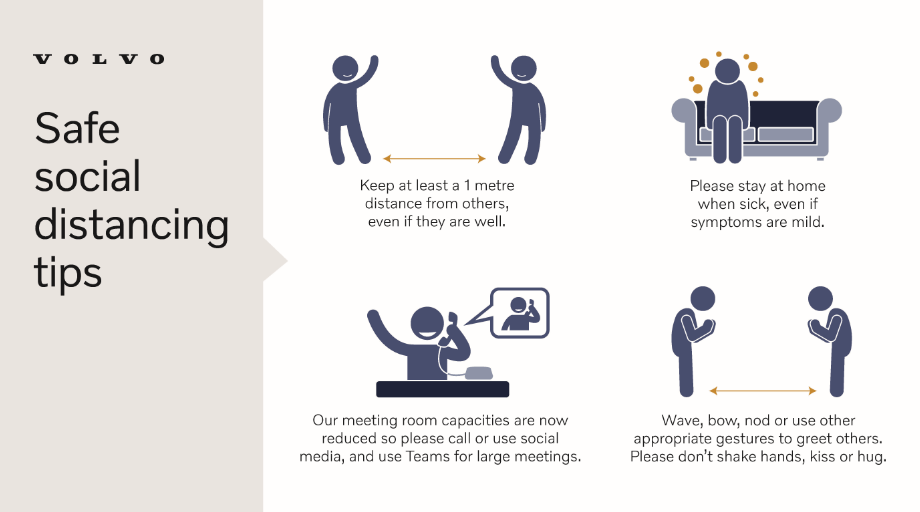 VOLVO
Safe
social
distancing
tips
Keep at least a 1 metre
distance from others,
even if they are well.
Please stay at home
when sick, even if
symptoms are mild.
Our meeting room capacities are now
reduced so please call or use social
media, and use Teams for large meetings.
Wave, bow, nod or use other
appropriate gestures to greet others.
Please don't shake hands, kiss or hug.